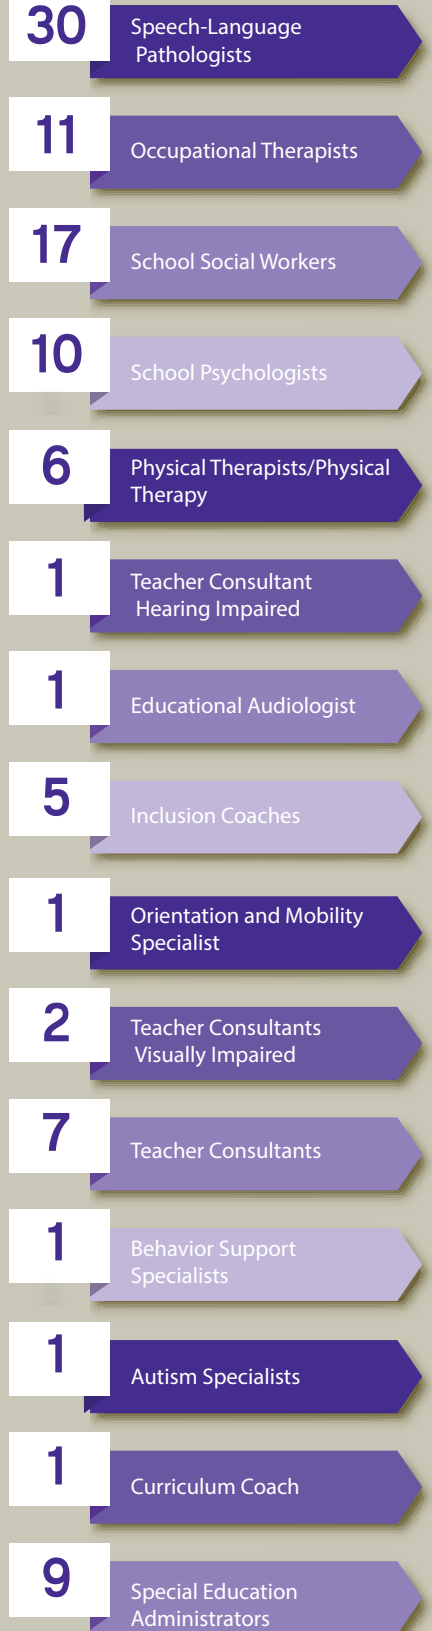 30
Speech-Language
Pathologists
11
Occupational Therapists
17
School Social Workers
10
School Psychologists
6
Physical Therapists/Physical
Therapy
1
Teacher Consultant
Hearing Impaired
1
Educational Audiologist
5
Inclusion Coaches
1
Orientation and Mobility
Specialist
2
Teacher Consultants
Visually Impaired
7
Teacher Consultants
1
Behavior Support
Specialists
1
Autism Specialists
1
Curriculum Coach
9
Special Education
Administrators